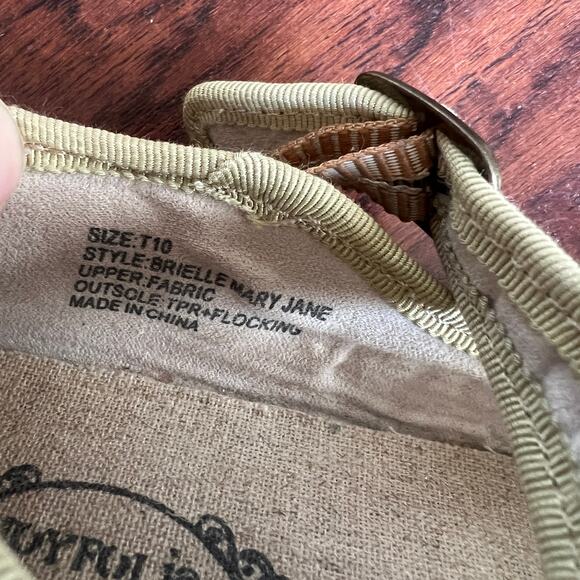 SIZE:T10
STYLE:BRIELLE MARY JANE
UPPER:FABRIC
OUTSOLE:TPR+FLOCKING
MADE IN CHINA